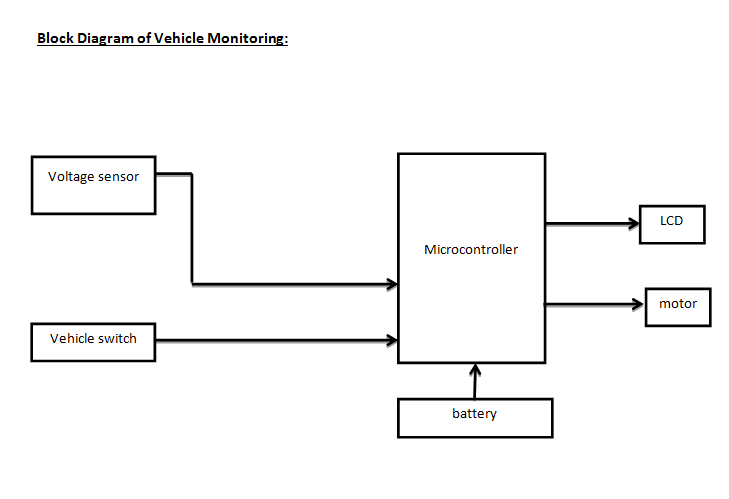 Block Diagram of Vehicle Monitoring:
Voltage sensor
Microcontroller
LCD
motor
Vehicle switch
battery